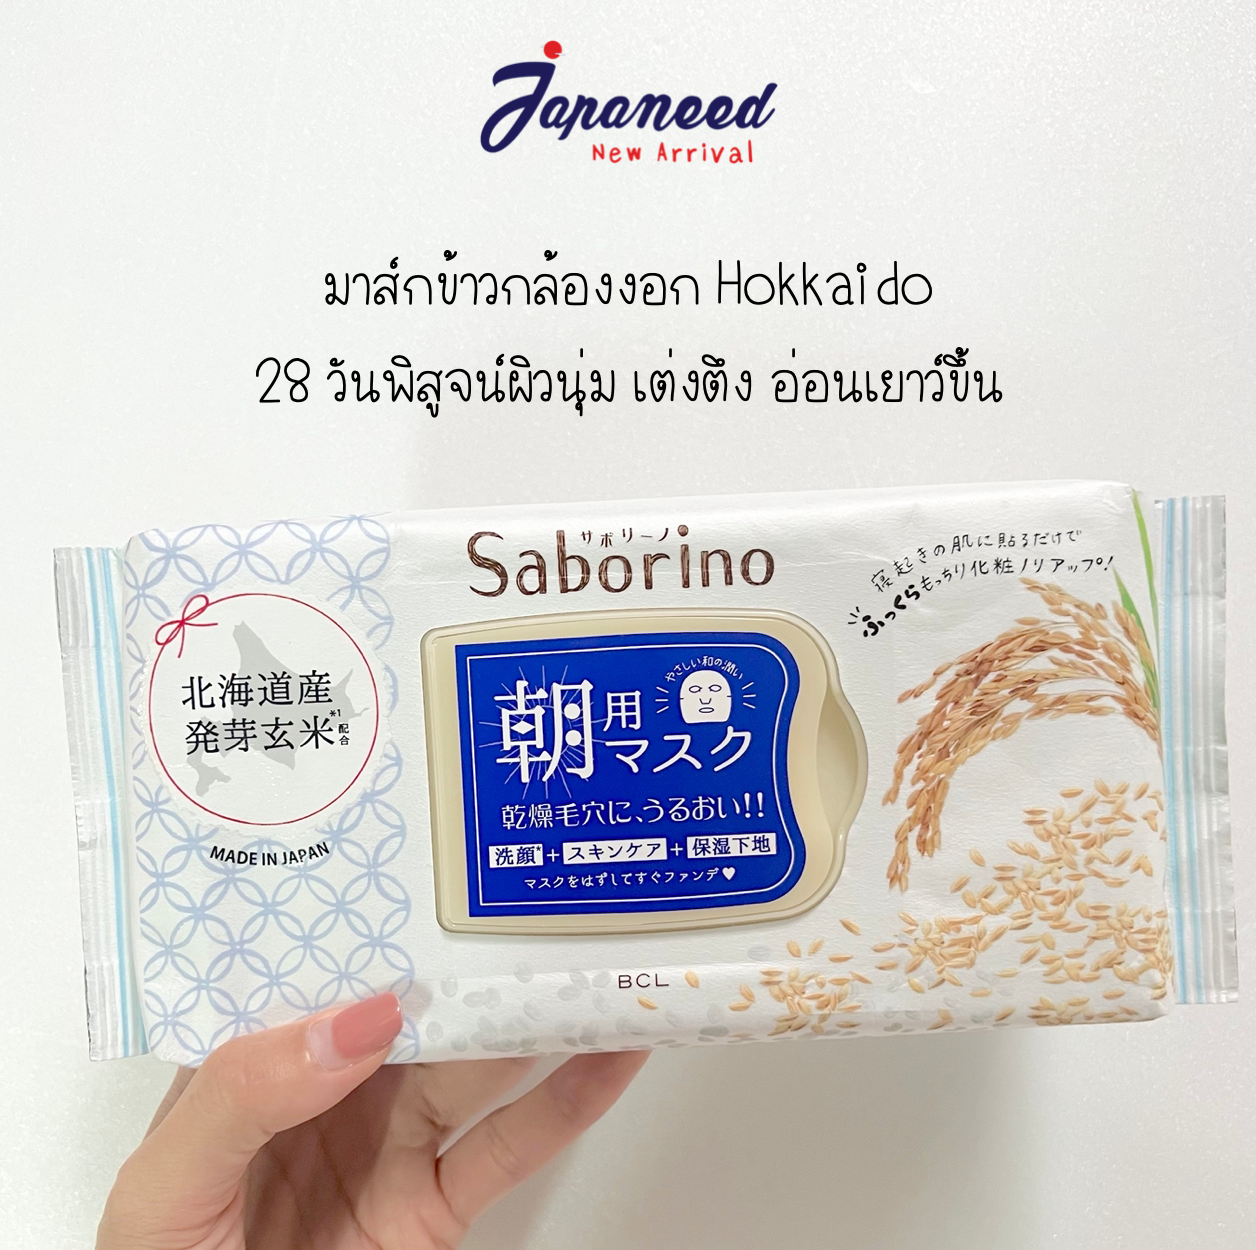 Japaneed
New Arrival
มาส์กข้าวกล้องงอก Hokkaido
28 วันพิสูจน์ผิวนุ่ม เต่งตึง อ่อนเยาว์ขึ้น
サボリーノ
Saborino
寝起きの肌に貼るだけで
ふっくらもっちり化粧ノリアップ!
北海道産
発芽玄米*1配合
MADE IN JAPAN
やさしい和の潤い
朝用マスク
乾燥毛穴に、うるおい!!
洗顔*+スキンケア+保湿下地
マスクをはずしてすぐファンデ♥
BCL